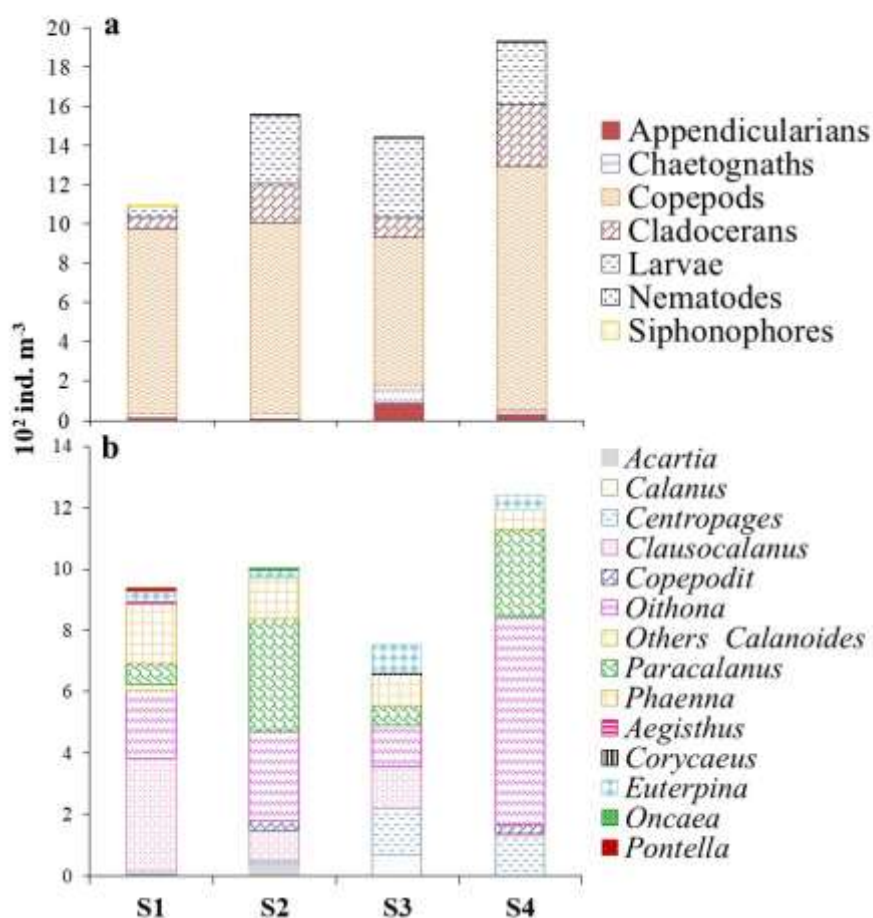 a
20
18
16
14
12
10
8
6
4
2
0
Appendicularians
Chaetognaths
Copepods
Cladocerans
Larvae
Nematodes
Siphonophores
10² ind. m⁻³
b
14
12
10
8
6
4
2
0
S1 S2 S3 S4
Acartia
Calanus
Centropages
Clausocalanus
Copepodit
Oithona
Others Calanoides
Paracalanus
Phaenna
Aegisthus
Corycaeus
Euterpina
Oncaea
Pontella